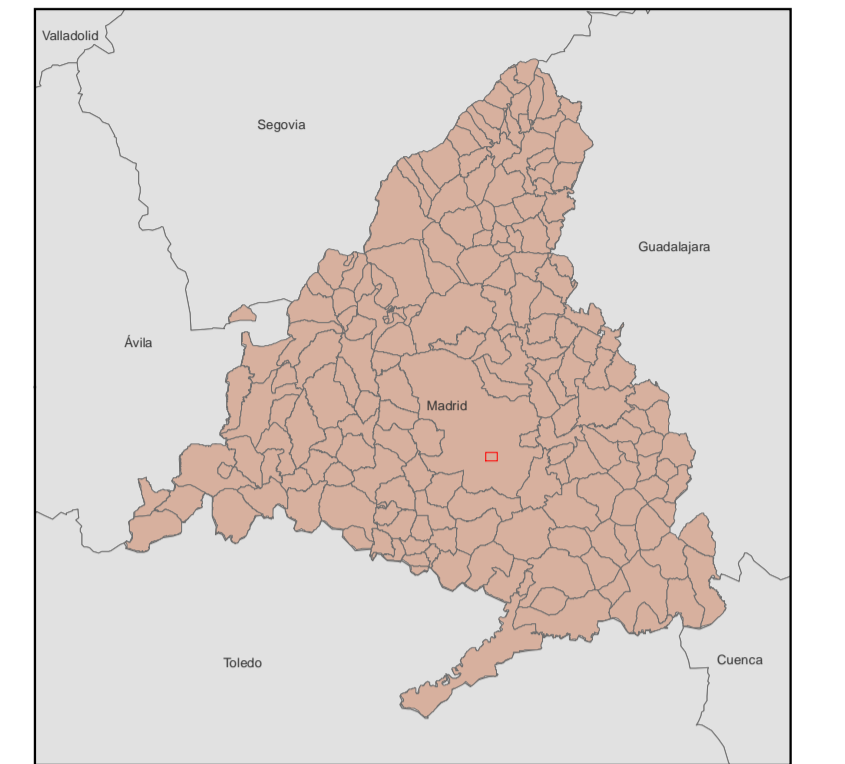 Valladolid
Segovia
Guadalajara
Ávila
Madrid
Toledo
Cuenca